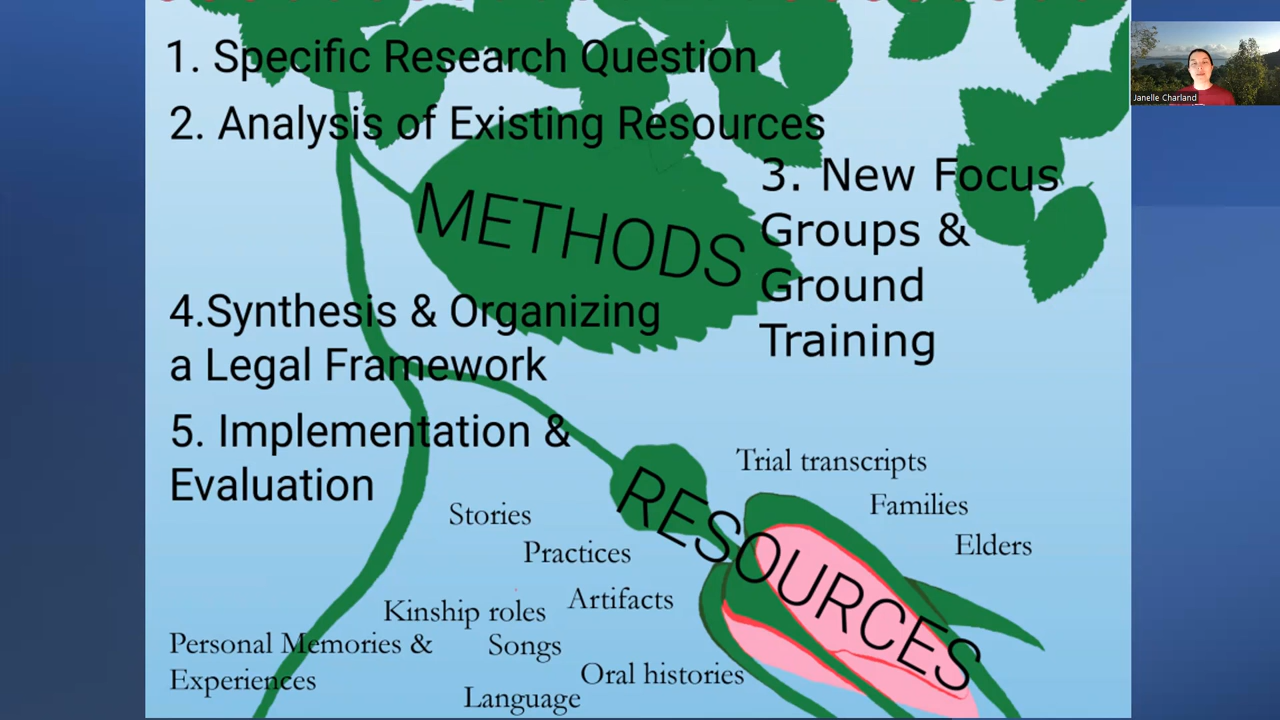 1. Specific Research Question
2. Analysis of Existing Resources
3. New Focus
Groups &
Ground
Training
METHODS
4.Synthesis & Organizing
a Legal Framework
5. Implementation &
Evaluation
RESOURCES
Trial transcripts
Families
Elders
Stories
Practices
Artifacts
Kinship roles
Personal Memories &
Experiences
Songs
Oral histories
Language
Janelle Charland